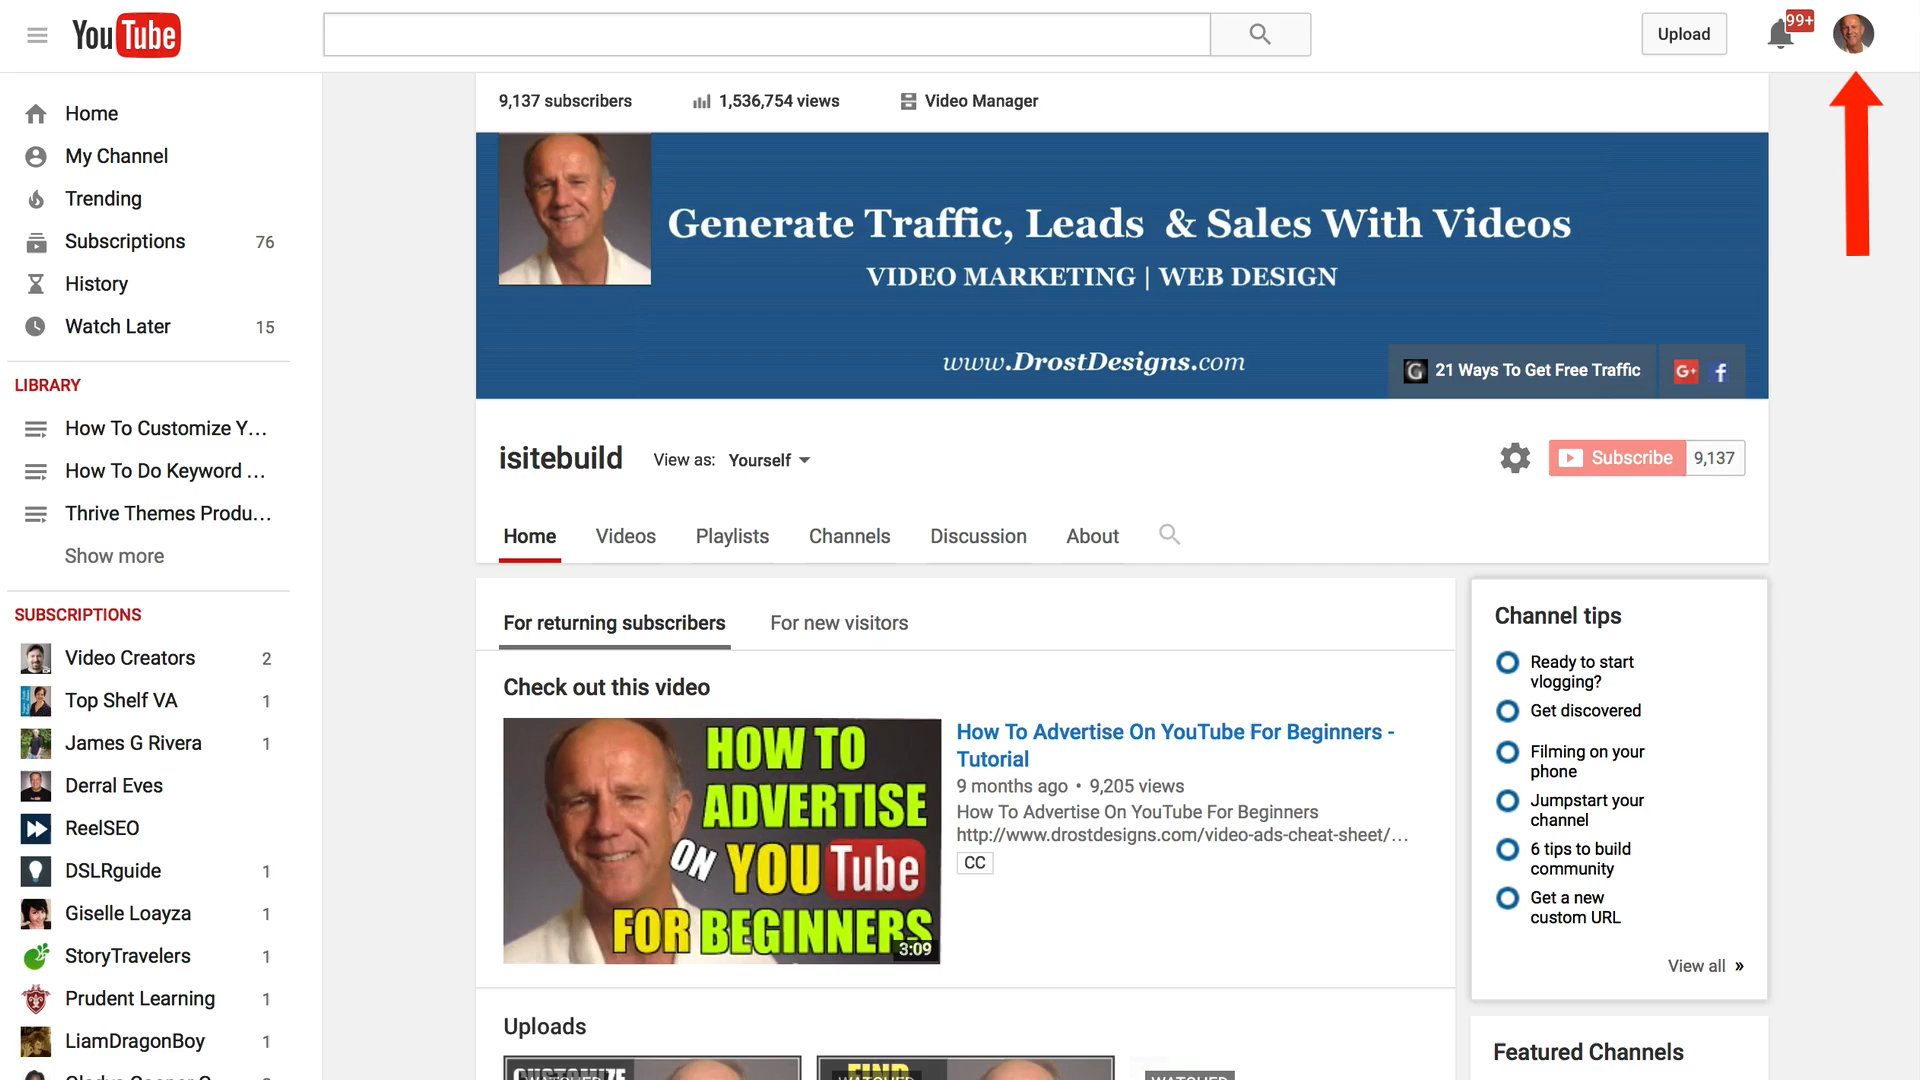 YouTube
Upload
99+
9,137 subscribers
1,536,754 views
Video Manager
Home
My Channel
Trending
Subscriptions 76
History
Watch Later 15
LIBRARY
How To Customize Y...
How To Do Keyword ...
Thrive Themes Produ...
Show more
SUBSCRIPTIONS
Video Creators 2
Top Shelf VA 1
James G Rivera 1
Derral Eves
ReelSEO
DSLRguide 1
Giselle Loayza 1
StoryTravelers 1
Prudent Learning 1
LiamDragonBoy 1
Generate Traffic, Leads & Sales With Videos
VIDEO MARKETING | WEB DESIGN
www.DrostDesigns.com
G 21 Ways To Get Free Traffic G+ f
isitebuild
View as: Yourself
Subscribe 9,137
Home Videos Playlists Channels Discussion About
For returning subscribers For new visitors
Check out this video
HOW TO
ADVERTISE
ON YOUTube
FOR BEGINNERS
3:09
How To Advertise On YouTube For Beginners -
Tutorial
9 months ago • 9,205 views
How To Advertise On YouTube For Beginners
http://www.drostdesigns.com/video-ads-cheat-sheet/...
CC
Uploads
CUSTOMIZE
WATCHED
FIND
WATCHED
WATCHED
Channel tips
Ready to start
vlogging?
Get discovered
Filming on your
phone
Jumpstart your
channel
6 tips to build
community
Get a new
custom URL
View all »
Featured Channels